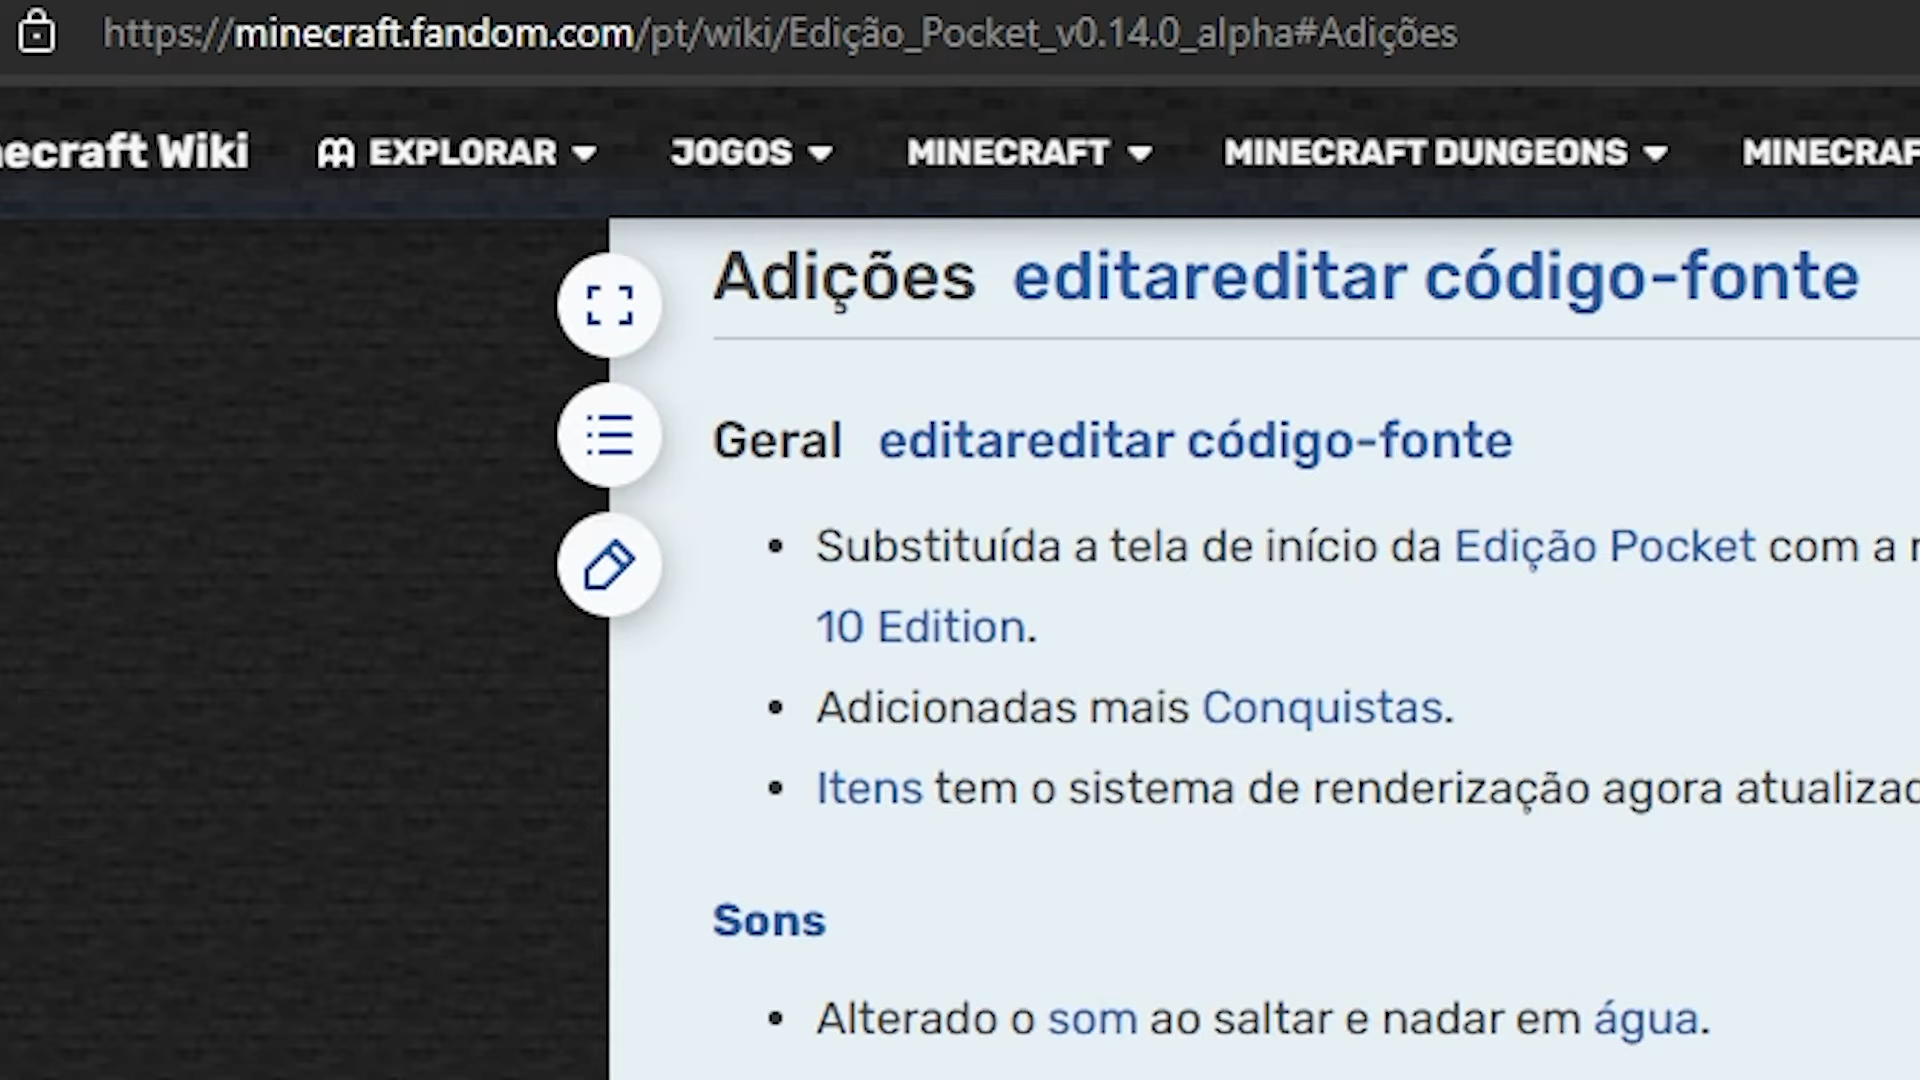 https://minecraft.fandom.com/pt/wiki/Edição_Pocket_v0.14.0_alpha#Adições
necraft Wiki EXPLORAR JOGOS MINECRAFT MINECRAFT DUNGEONS MINECRAF
Adições editareditar código-fonte
Geral editareditar código-fonte
Substituída a tela de início da Edição Pocket com a
10 Edition.
Adicionadas mais Conquistas.
Itens tem o sistema de renderização agora atualizad
Sons
Alterado o som ao saltar e nadar em água.